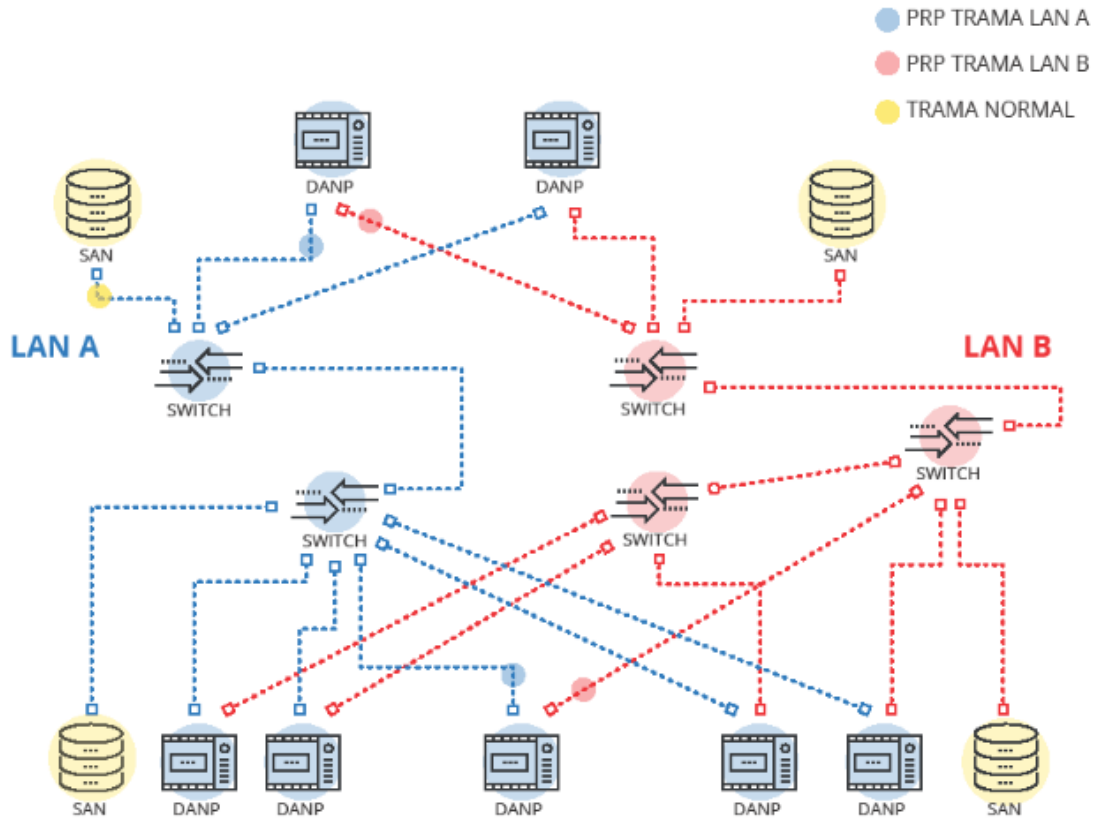 PRP TRAMA LAN A
PRP TRAMA LAN B
TRAMA NORMAL
DANP
DANP
SAN
SAN
LAN A
LAN B
SWITCH
SWITCH
SWITCH
SWITCH
SWITCH
SAN
DANP
DANP
DANP
DANP
DANP
SAN